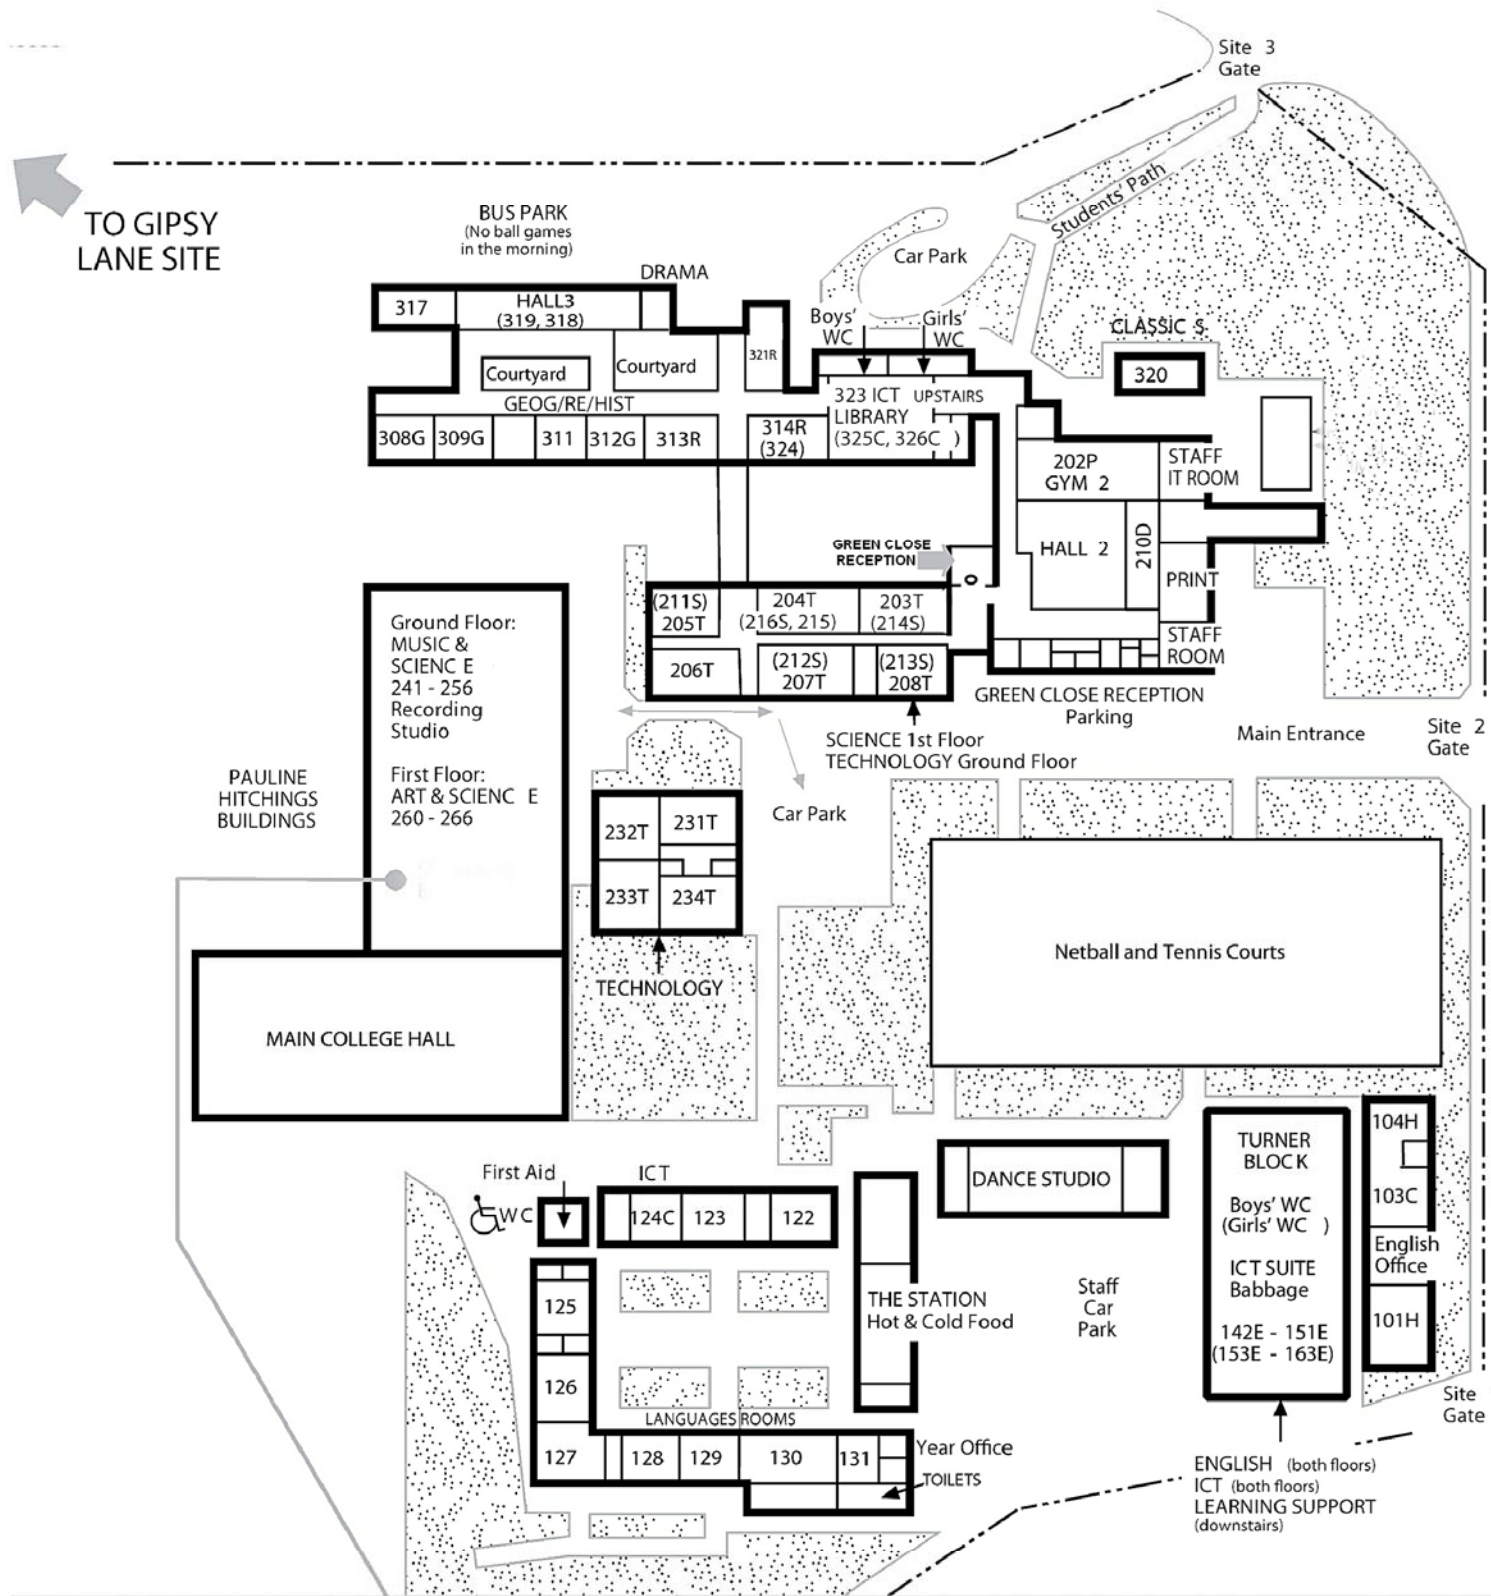 Site 3
Gate
Students' Path
TO GIPSY
LANE SITE
BUS PARK
(No ball games
in the morning)
Car Park
DRAMA
317
HALL3
(319, 318)
Boys'
WC
Girls'
WC
CLASSIC S
Courtyard
Courtyard
321R
320
GEOG/RE/HIST
323 ICT
LIBRARY
(325C, 326C )
UPSTAIRS
308G
309G
311
312G
313R
314R
(324)
202P
GYM 2
STAFF
IT ROOM
HALL 2
210D
GREEN CLOSE
RECEPTION
PRINT
STAFF
ROOM
(211S)
205T
204T
(216S, 215)
203T
(214S)
206T
(212S)
207T
(213S)
208T
GREEN CLOSE RECEPTION
Parking
Main Entrance
Site 2
Gate
SCIENCE 1st Floor
TECHNOLOGY Ground Floor
Ground Floor:
MUSIC &
SCIENC E
241 - 256
Recording
Studio
First Floor:
ART & SCIENC E
260 - 266
PAULINE
HITCHINGS
BUILDINGS
Car Park
232T
231T
233T
234T
TECHNOLOGY
Netball and Tennis Courts
MAIN COLLEGE HALL
First Aid
WC
ICT
124C
123
122
DANCE STUDIO
TURNER
BLOCK
Boys' WC
(Girls' WC )
ICT SUITE
Babbage
142E - 151E
(153E - 163E)
104H
103C
English
Office
101H
125
126
127
THE STATION
Hot & Cold Food
Staff
Car
Park
LANGUAGES ROOMS
128
129
130
131
Year Office
TOILETS
Site
Gate
ENGLISH (both floors)
ICT (both floors)
LEARNING SUPPORT
(downstairs)